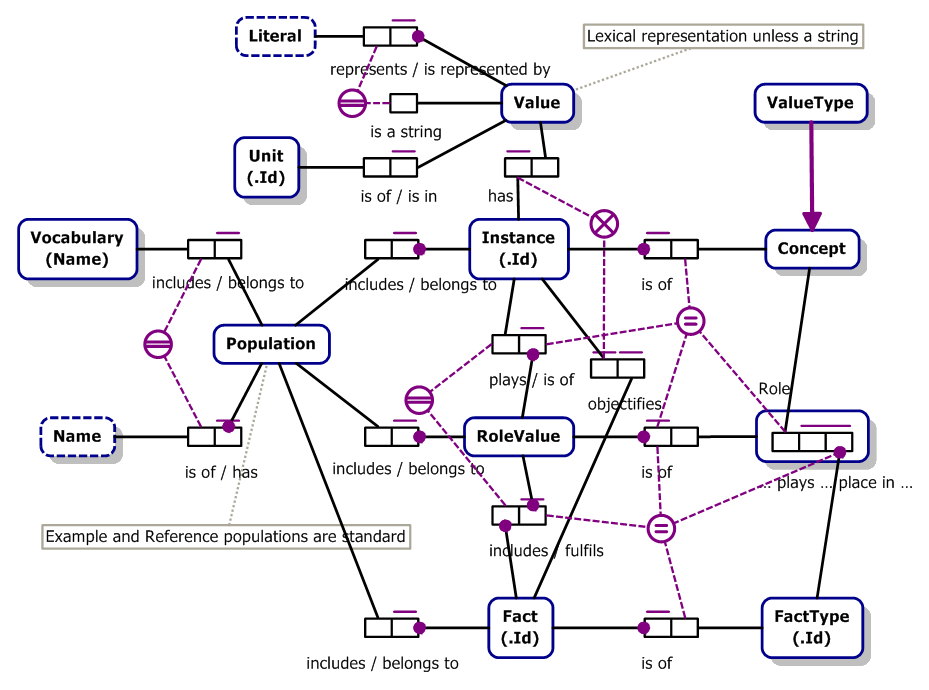 Literal
Lexical representation unless a string
represents / is represented by
Value
ValueType
is a string
Unit
(.Id)
is of / is in
has
Vocabulary
(Name)
Instance
(.Id)
Concept
includes / belongs to
includes / belongs to
is of
Population
plays / is of
objectifies
Role
Name
RoleValue
is of / has
includes / belongs to
is of
... plays ... place in ...
Example and Reference populations are standard
includes / fulfils
Fact
(.Id)
FactType
(.Id)
includes / belongs to
is of